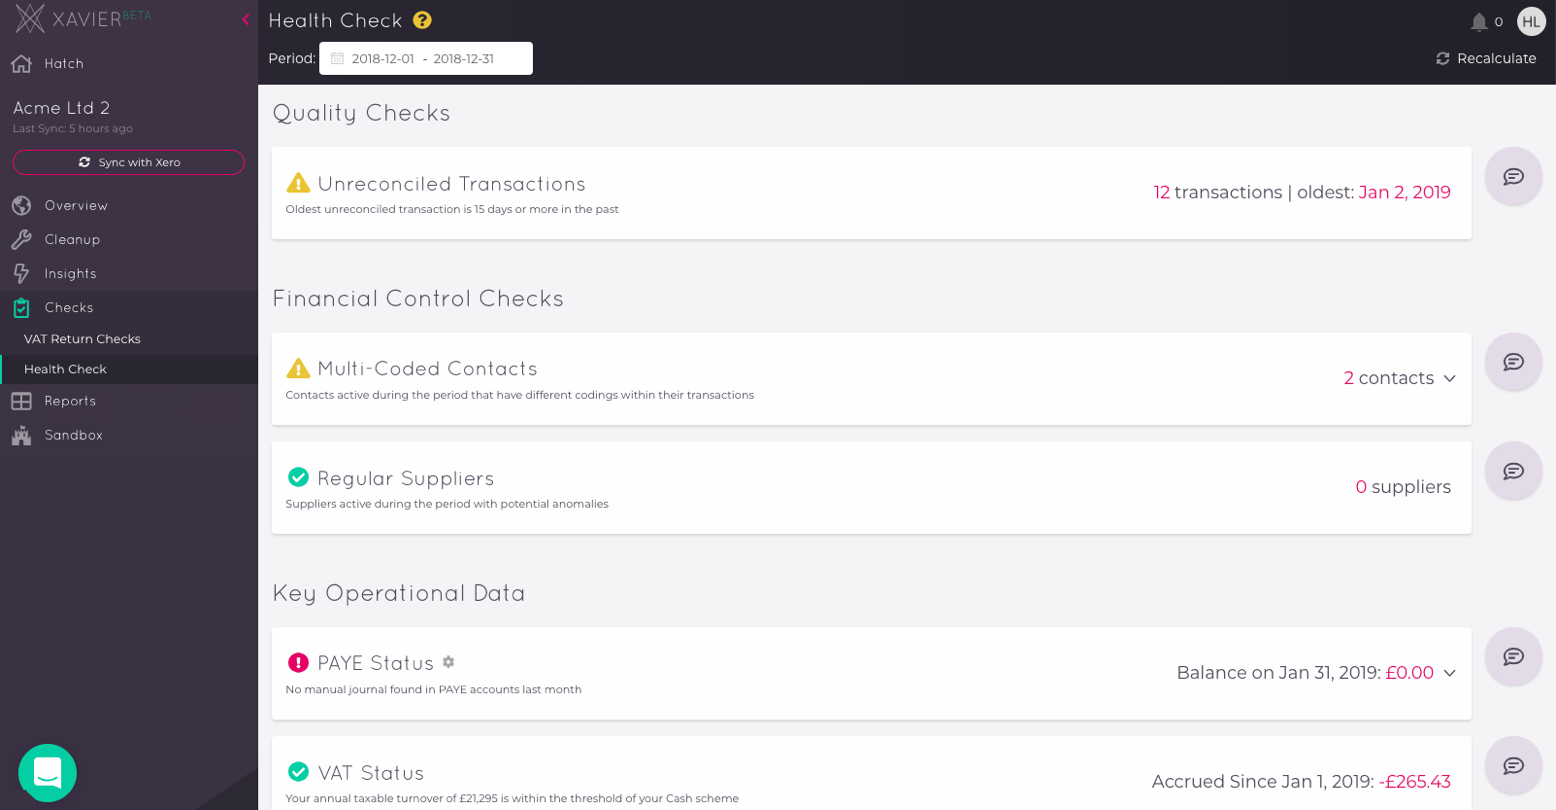 XAVIER BETA
Hatch
Acme Ltd 2
Last Sync: 5 hours ago
Sync with Xero
Overview
Cleanup
Insights
Checks
VAT Return Checks
Health Check
Reports
Sandbox
Health Check ?
0
HL
Period: 2018-12-01 - 2018-12-31
Recalculate
Quality Checks
Unreconciled Transactions
Oldest unreconciled transaction is 15 days or more in the past
12 transactions | oldest: Jan 2, 2019
Financial Control Checks
Multi-Coded Contacts
Contacts active during the period that have different codings within their transactions
2 contacts
Regular Suppliers
Suppliers active during the period with potential anomalies
0 suppliers
Key Operational Data
PAYE Status
No manual journal found in PAYE accounts last month
Balance on Jan 31, 2019: £0.00
VAT Status
Your annual taxable turnover of £21,295 is within the threshold of your Cash scheme
Accrued Since Jan 1, 2019: -£265.43